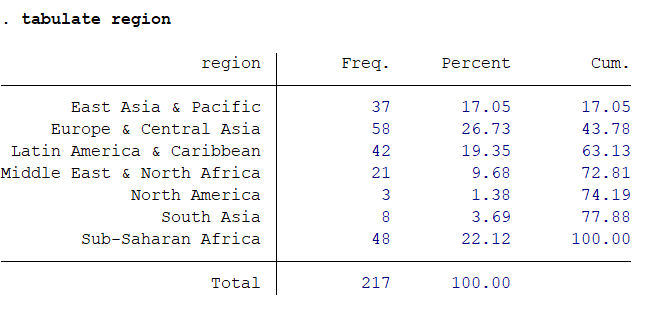 . tabulate region
region Freq. Percent Cum.
East Asia & Pacific 37 17.05 17.05
Europe & Central Asia 58 26.73 43.78
Latin America & Caribbean 42 19.35 63.13
Middle East & North Africa 21 9.68 72.81
North America 3 1.38 74.19
South Asia 8 3.69 77.88
Sub-Saharan Africa 48 22.12 100.00
Total 217 100.00